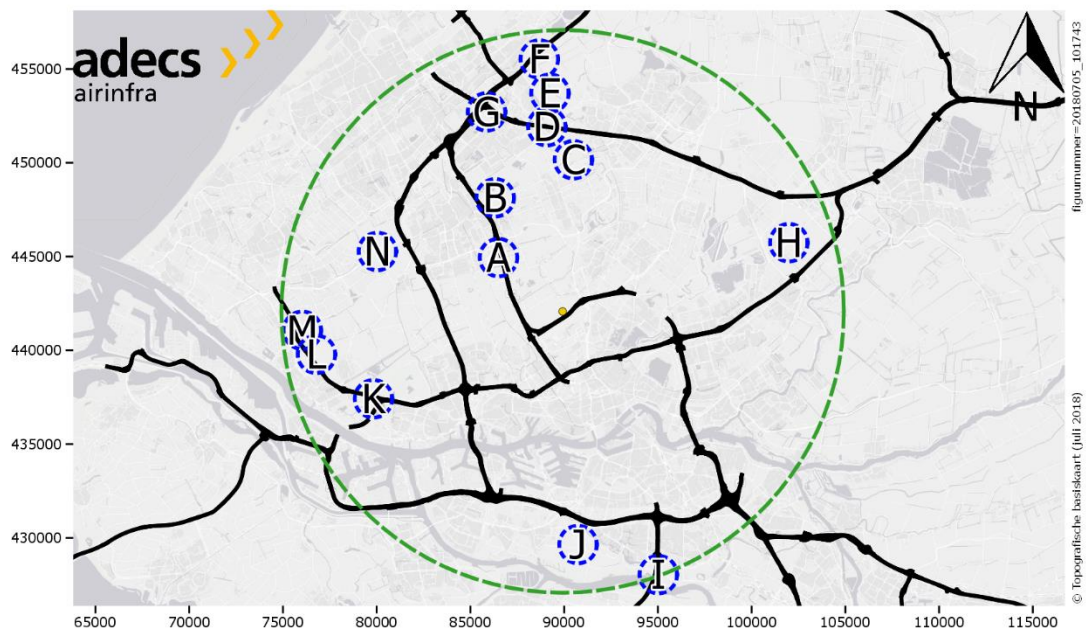 adecs
airinfra
455000
450000
445000
440000
435000
430000
F
E
G
D
C
B
N
A
H
M
L
K
J
I
N
65000 70000 75000 80000 85000 90000 95000 100000 105000 110000 115000
figuurnummer=20180705_101743
© Topografische basiskaart (juli 2018)